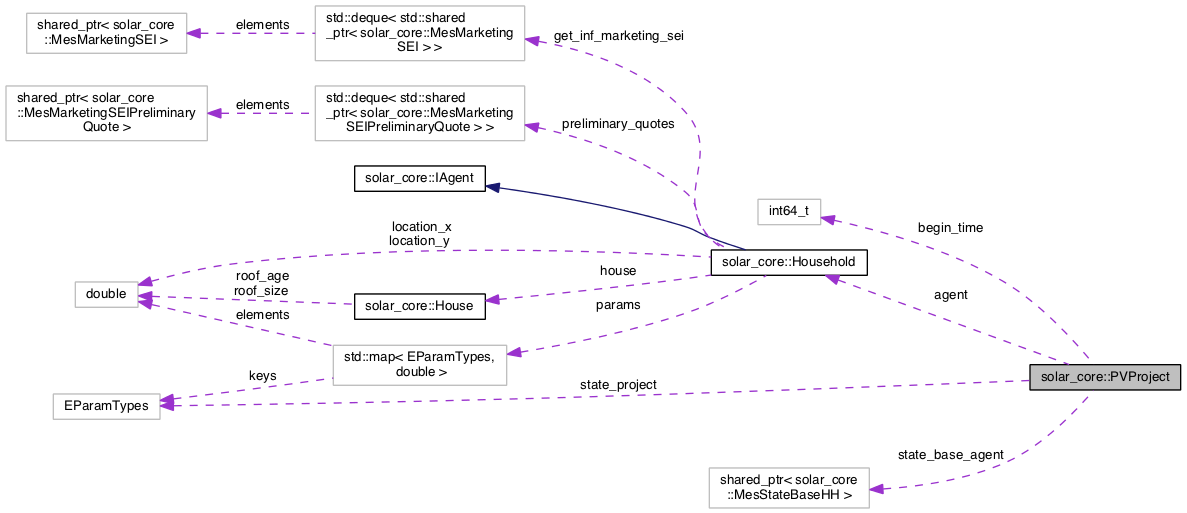 shared_ptr< solar_core
::MesMarketingSEI >
elements
std::deque< std::shared
_ptr< solar_core::MesMarketing
SEI > >
get_inf_marketing_sei
shared_ptr< solar_core
::MesMarketingSEIPreliminary
Quote >
elements
std::deque< std::shared
_ptr< solar_core::MesMarketing
SEIPreliminaryQuote > >
preliminary_quotes
solar_core::IAgent
int64_t
begin_time
location_x
location_y
solar_core::Household
double
roof_age
roof_size
solar_core::House
house
agent
elements
params
std::map< EParamTypes,
double >
keys
EParamTypes
state_project
solar_core::PVProject
state_base_agent
shared_ptr< solar_core
::MesStateBaseHH >